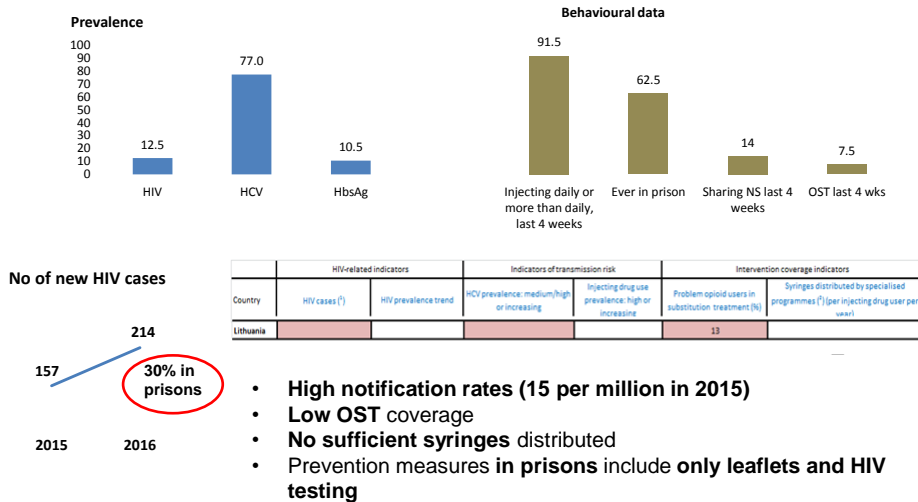 Prevalence
100
90
80
70
60
50
40
30
20
10
0
12.5
77.0
10.5
HIV
HCV
HbsAg
Behavioural data
91.5
62.5
14
7.5
Injecting daily or
more than daily,
last 4 weeks
Ever in prison
Sharing NS last 4
weeks
OST last 4 wks
No of new HIV cases
214
157
30% in
prisons
2015 2016
HIV-related indicators
Indicators of transmission risk
Intervention coverage indicators
Country
HIV cases (¹)
HIV prevalence trend
HCV prevalence: medium/high
or increasing
Injecting drug use
prevalence: high or
increasing
Problem opioid users in
substitution treatment (%)
Syringes distributed by specialised
programmes (²) (per injecting drug user per
year)
Lithuania
13
• High notification rates (15 per million in 2015)
• Low OST coverage
• No sufficient syringes distributed
• Prevention measures in prisons include only leaflets and HIV
testing